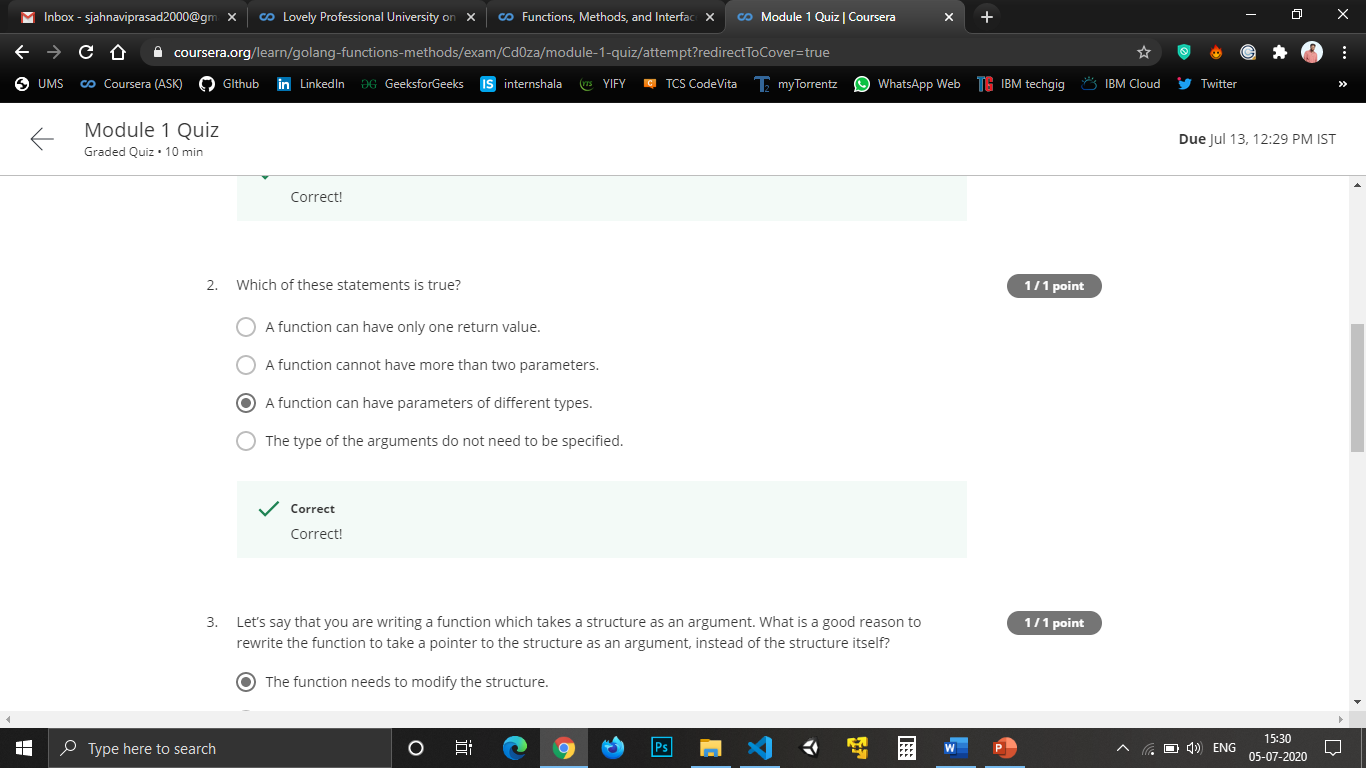 Inbox - sjahnaviprasad2000@gm
Lovely Professional University on
Functions, Methods, and Interfac
Module 1 Quiz | Coursera
coursera.org/learn/golang-functions-methods/exam/Cd0za/module-1-quiz/attempt?redirectToCover=true
UMS
Coursera (ASK)
GIthub
LinkedIn
GeeksforGeeks
IS
internshala
YIFY
TCS CodeVita
myTorrentz
WhatsApp Web
IBM techgig
IBM Cloud
Twitter
Module 1 Quiz
Graded Quiz • 10 min
Due Jul 13, 12:29 PM IST
Correct!
2. Which of these statements is true?
1 / 1 point
A function can have only one return value.
A function cannot have more than two parameters.
A function can have parameters of different types.
The type of the arguments do not need to be specified.
Correct
Correct!
3. Let's say that you are writing a function which takes a structure as an argument. What is a good reason to
rewrite the function to take a pointer to the structure as an argument, instead of the structure itself?
1 / 1 point
The function needs to modify the structure.
Type here to search
Ps
ENG
15:30
05-07-2020